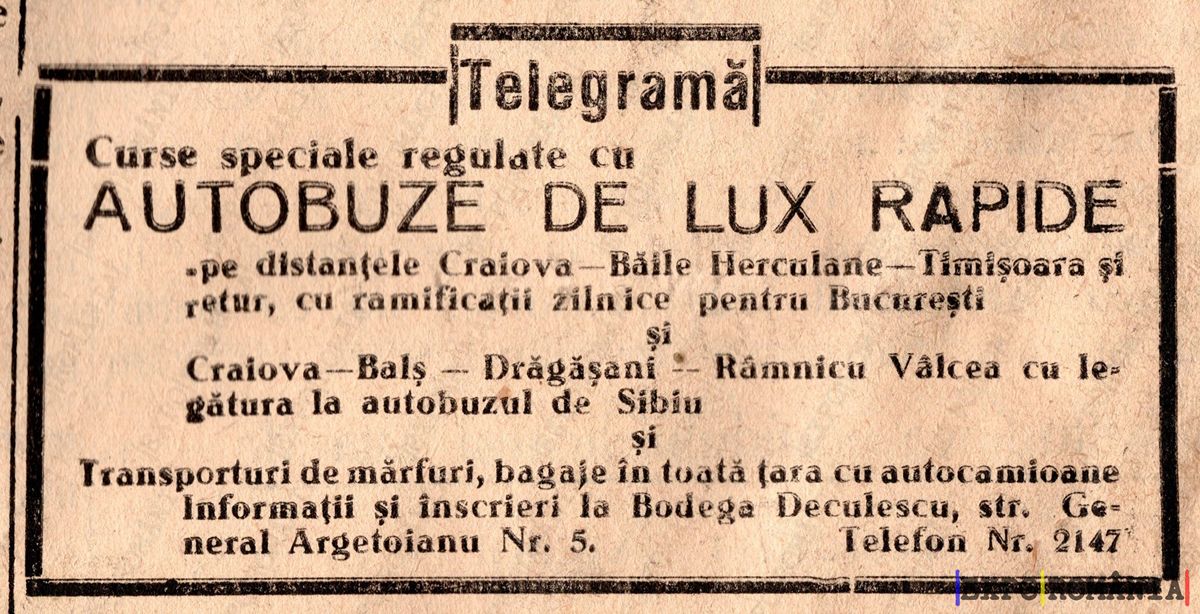 Telegramă
Curse speciale regulate cu
AUTOBUZE DE LUX RAPIDE
pe distanțele Craiova—Băile Herculane—Timișoara și
retur, cu ramificații zilnice pentru București
și
Craiova—Balș — Drăgășani — Râmnicu Vâlcea cu le-
gătura la autobuzul de Sibiu
și
Transporturi de mărfuri, bagaje în toată țara cu autocamioane
Informații și înscrieri la Bodega Deculescu, str. Ge-
neral Argetoianu Nr. 5. Telefon Nr. 2147
EXPO ROMÂNIA